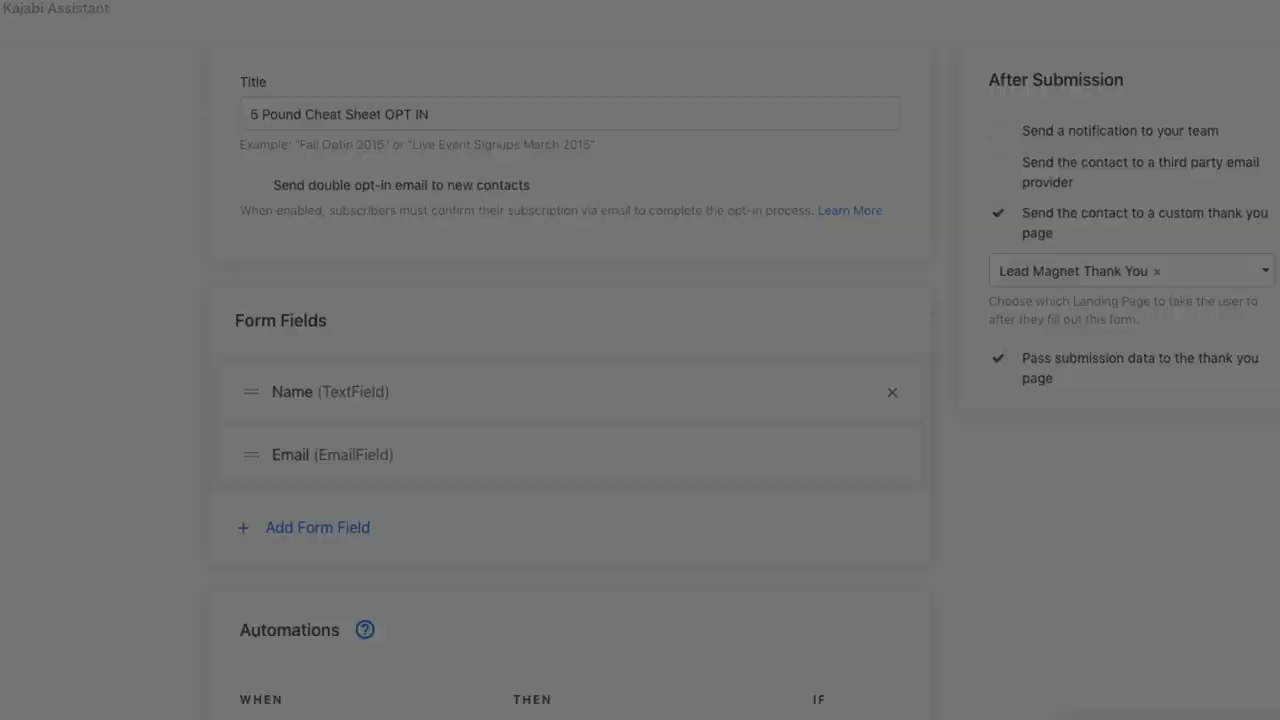 Kajabi Assistant
Title
5 Pound Cheat Sheet OPT IN
Example: "Fall Optin 2015" or "Live Event Signups March 2015"
Send double opt-in email to new contacts
When enabled, subscribers must confirm their subscription via email to complete the opt-in process. Learn More
Form Fields
Name (TextField)
Email (EmailField)
+ Add Form Field
Automations ?
WHEN THEN IF
After Submission
Send a notification to your team
Send the contact to a third party email
provider
Send the contact to a custom thank you
page
Lead Magnet Thank You ×
Choose which Landing Page to take the user to
after they fill out this form.
Pass submission data to the thank you
page